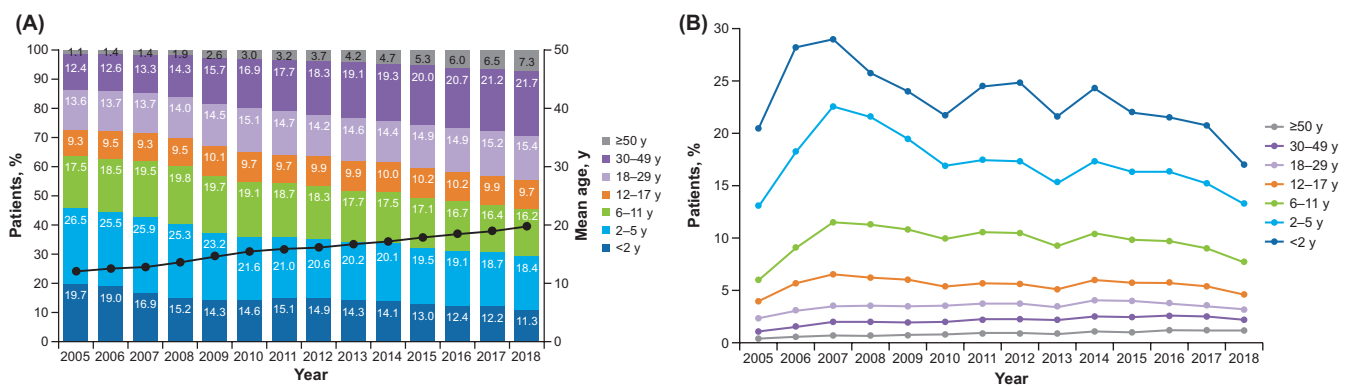 (A)
(B)
Patients, %
100
90
80
70
60
50
40
30
20
10
0
1.1 1.4 1.4 1.9 2.6 3.0 3.2 3.7 4.2 4.7 5.3 6.0 6.5 7.3
12.4 12.6 13.3 14.3 15.7 16.9 17.7 18.3 19.1 19.3 20.0 20.7 21.2 21.7
13.6 13.7 13.7 14.0 14.5 15.1 14.7 14.2 14.6 14.4 14.9 14.9 15.2 15.4
9.3 9.5 9.3 9.5 10.1 9.7 9.7 9.9 9.9 10.0 10.2 10.2 9.9 9.7
17.5 18.5 19.5 19.8 19.7 19.1 18.7 18.3 17.7 17.5 17.1 16.7 16.4 16.2
26.5 25.5 25.9 25.3 23.2 21.6 21.0 20.6 20.2 20.1 19.5 19.1 18.7 18.4
19.7 19.0 16.9 15.2 14.3 14.6 15.1 14.9 14.3 14.1 13.0 12.4 12.2 11.3
2005 2006 2007 2008 2009 2010 2011 2012 2013 2014 2015 2016 2017 2018
Year
50
40
30
20
10
0
Mean age, y
≥50 y
30–49 y
18–29 y
12–17 y
6–11 y
2–5 y
<2 y
Patients, %
30
25
20
15
10
5
0
2005 2006 2007 2008 2009 2010 2011 2012 2013 2014 2015 2016 2017 2018
Year
≥50 y
30–49 y
18–29 y
12–17 y
6–11 y
2–5 y
<2 y